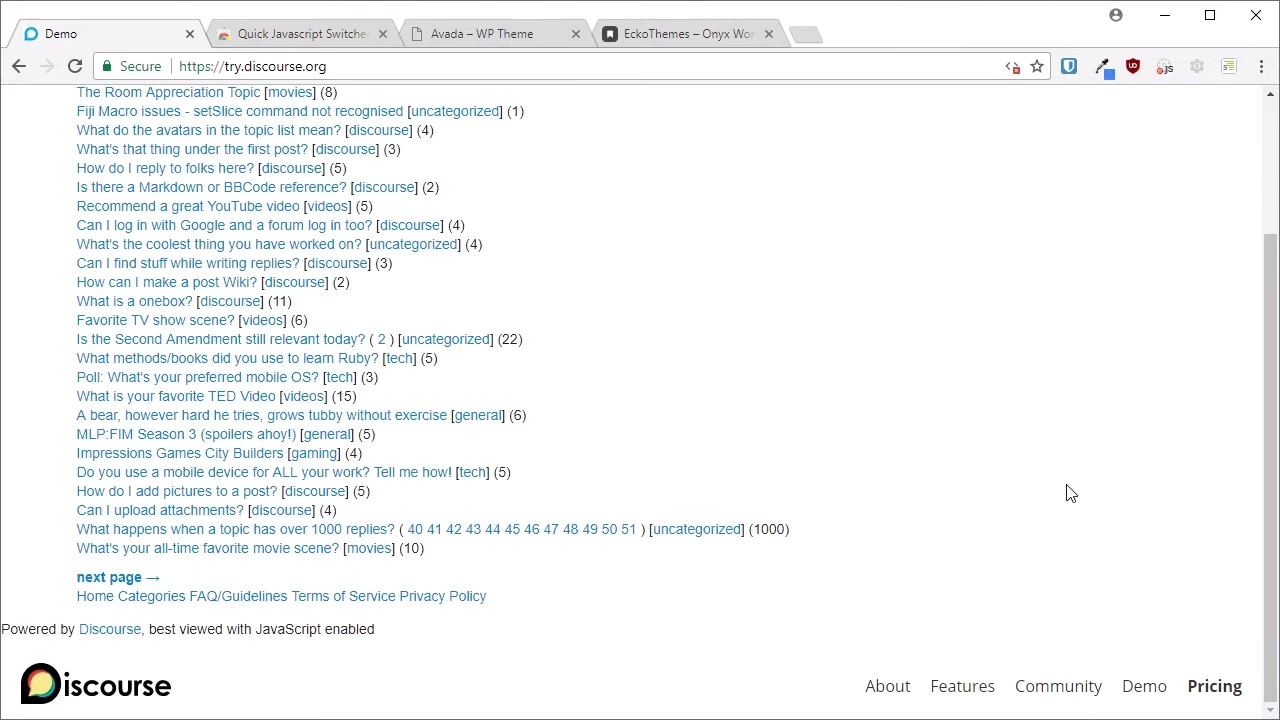 Demo
Quick Javascript Switcher
Avada – WP Theme
EckoThemes – Onyx Wor
Secure
https://try.discourse.org
The Room Appreciation Topic [movies] (8)
Fiji Macro issues - setSlice command not recognised [uncategorized] (1)
What do the avatars in the topic list mean? [discourse] (4)
What's that thing under the first post? [discourse] (3)
How do I reply to folks here? [discourse] (5)
Is there a Markdown or BBCode reference? [discourse] (2)
Recommend a great YouTube video [videos] (5)
Can I log in with Google and a forum log in too? [discourse] (4)
What's the coolest thing you have worked on? [uncategorized] (4)
Can I find stuff while writing replies? [discourse] (3)
How can I make a post Wiki? [discourse] (2)
What is a onebox? [discourse] (11)
Favorite TV show scene? [videos] (6)
Is the Second Amendment still relevant today? ( 2 ) [uncategorized] (22)
What methods/books did you use to learn Ruby? [tech] (5)
Poll: What's your preferred mobile OS? [tech] (3)
What is your favorite TED Video [videos] (15)
A bear, however hard he tries, grows tubby without exercise [general] (6)
MLP:FIM Season 3 (spoilers ahoy!) [general] (5)
Impressions Games City Builders [gaming] (4)
Do you use a mobile device for ALL your work? Tell me how! [tech] (5)
How do I add pictures to a post? [discourse] (5)
Can I upload attachments? [discourse] (4)
What happens when a topic has over 1000 replies? ( 40 41 42 43 44 45 46 47 48 49 50 51 ) [uncategorized] (1000)
What's your all-time favorite movie scene? [movies] (10)
next page →
Home Categories FAQ/Guidelines Terms of Service Privacy Policy
Powered by Discourse, best viewed with JavaScript enabled
Discourse
About Features Community Demo Pricing